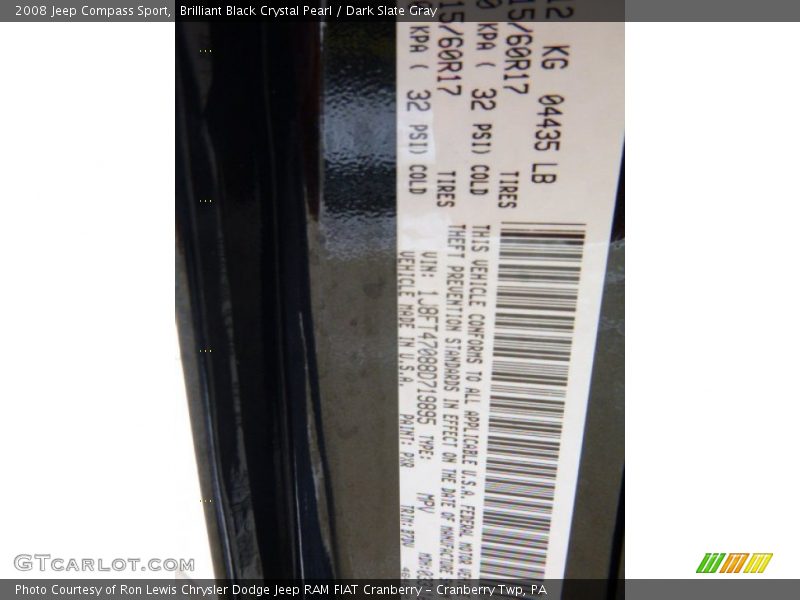 2008 Jeep Compass Sport, Brilliant Black Crystal Pearl / Dark Slate Gray
KG 04435 LB
15/60R17 TIRES
KPA ( 32 PSI) COLD
15/60R17 TIRES
KPA ( 32 PSI) COLD
THIS VEHICLE CONFORMS TO ALL APPLICABLE U.S.A. FEDERAL MOTOR
THEFT PREVENTION STANDARDS IN EFFECT ON THE DATE OF MANUFACTURE
VIN: 1J8FT47088D719895 TYPE: MPV
VEHICLE MADE IN U.S.A. PAINT: PXR TRIM:
GTCarLot.com
Photo Courtesy of Ron Lewis Chrysler Dodge Jeep RAM FIAT Cranberry - Cranberry Twp, PA